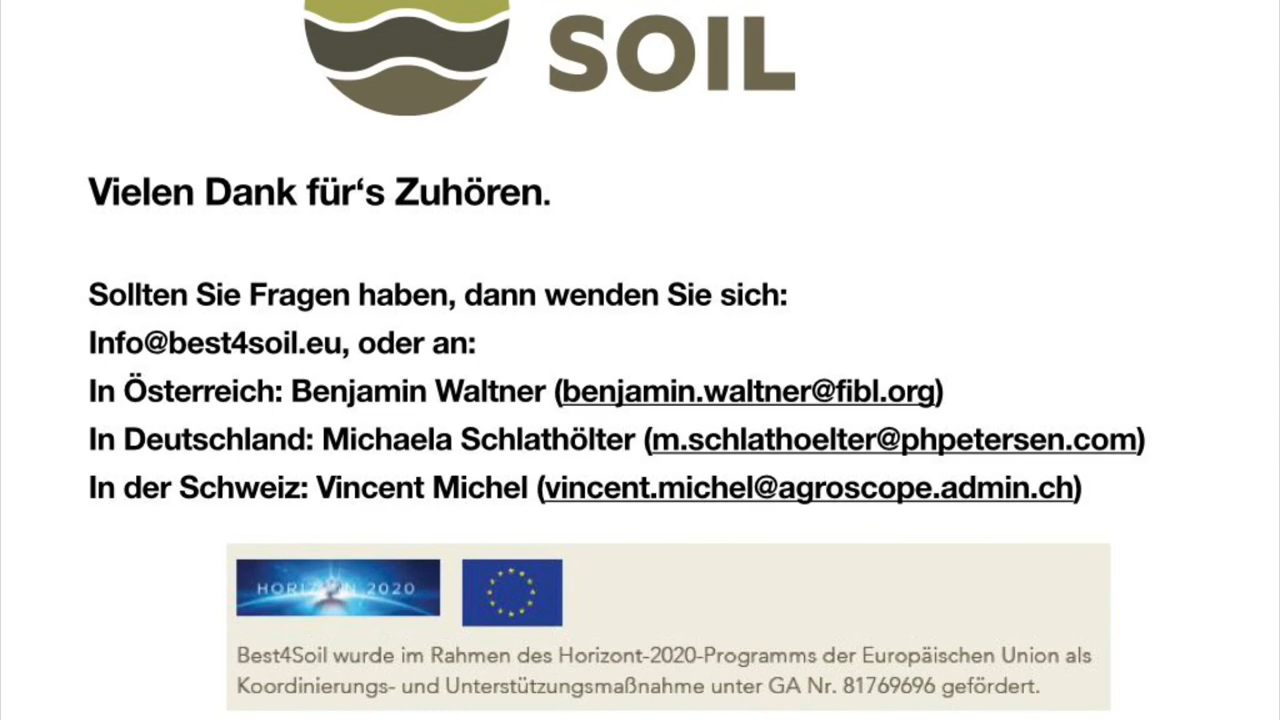 SOIL
Vielen Dank für‘s Zuhören.
Sollten Sie Fragen haben, dann wenden Sie sich:
Info@best4soil.eu, oder an:
In Österreich: Benjamin Waltner (benjamin.waltner@fibl.org)
In Deutschland: Michaela Schlathölter (m.schlathoelter@phpetersen.com)
In der Schweiz: Vincent Michel (vincent.michel@agroscope.admin.ch)
HORIZON 2020
Best4Soil wurde im Rahmen des Horizont-2020-Programms der Europäischen Union als
Koordinierungs- und Unterstützungsmaßnahme unter GA Nr. 81769696 gefördert.